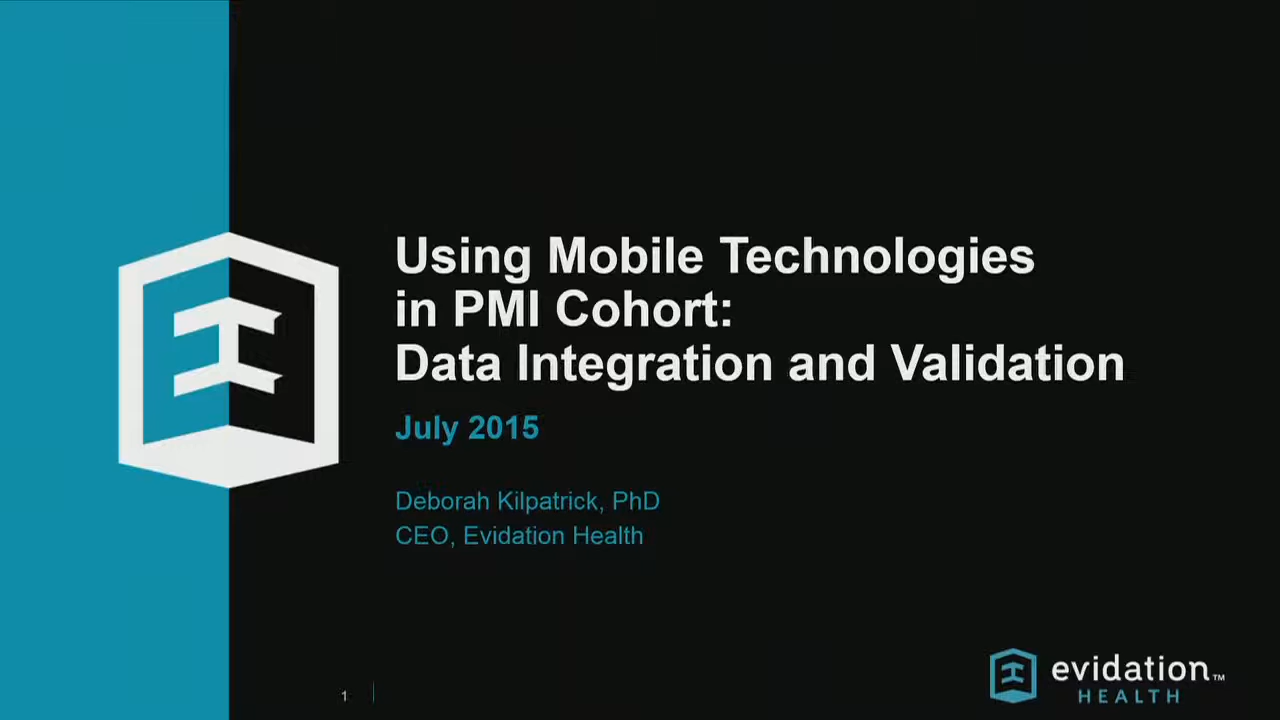 Using Mobile Technologies
in PMI Cohort:
Data Integration and Validation
July 2015
Deborah Kilpatrick, PhD
CEO, Evidation Health
1
evidation™
HEALTH